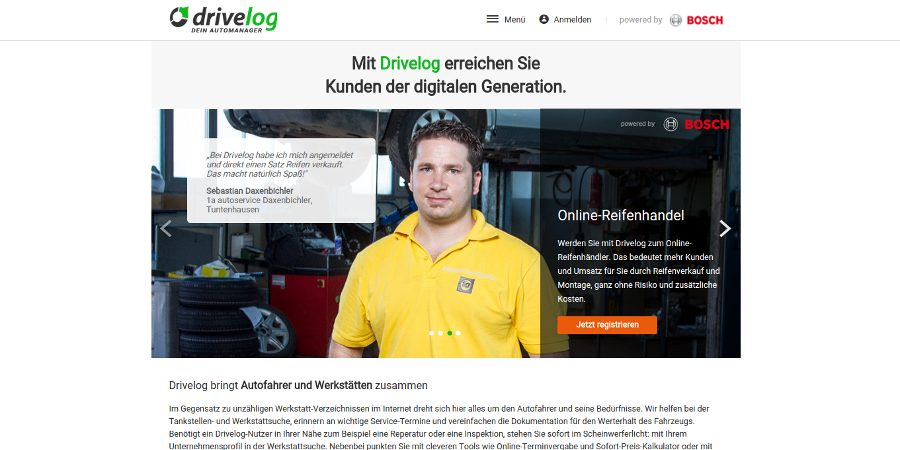 drivelog
DEIN AUTOMANAGER
Menü
Anmelden
powered by BOSCH
Mit Drivelog erreichen Sie
Kunden der digitalen Generation.
„Bei Drivelog habe ich mich angemeldet
und direkt einen Satz Reifen verkauft.
Das macht natürlich Spaß!"
Sebastian Daxenbichler
1a autoservice Daxenbichler,
Tuntenhausen
powered by BOSCH
Online-Reifenhandel
Werden Sie mit Drivelog zum Online-
Reifenhändler. Das bedeutet mehr Kunden
und Umsatz für Sie durch Reifenverkauf und
Montage, ganz ohne Risiko und zusätzliche
Kosten.
Jetzt registrieren
Drivelog bringt Autofahrer und Werkstätten zusammen
Im Gegensatz zu unzähligen Werkstatt-Verzeichnissen im Internet dreht sich hier alles um den Autofahrer und seine Bedürfnisse. Wir helfen bei der
Tankstellen- und Werkstattsuche, erinnern an wichtige Service-Termine und vereinfachen die Dokumentation für den Werterhalt des Fahrzeugs.
Benötigt ein Drivelog-Nutzer in Ihrer Nähe zum Beispiel eine Reperatur oder eine Inspektion, stehen Sie sofort im Scheinwerferlicht: mit Ihrem
Unternehmensprofil in der Werkstattsuche. Nebenbei punkten Sie mit cleveren Tools wie Online-Terminvergabe und Sofort-Preis-Kalkulator oder mit